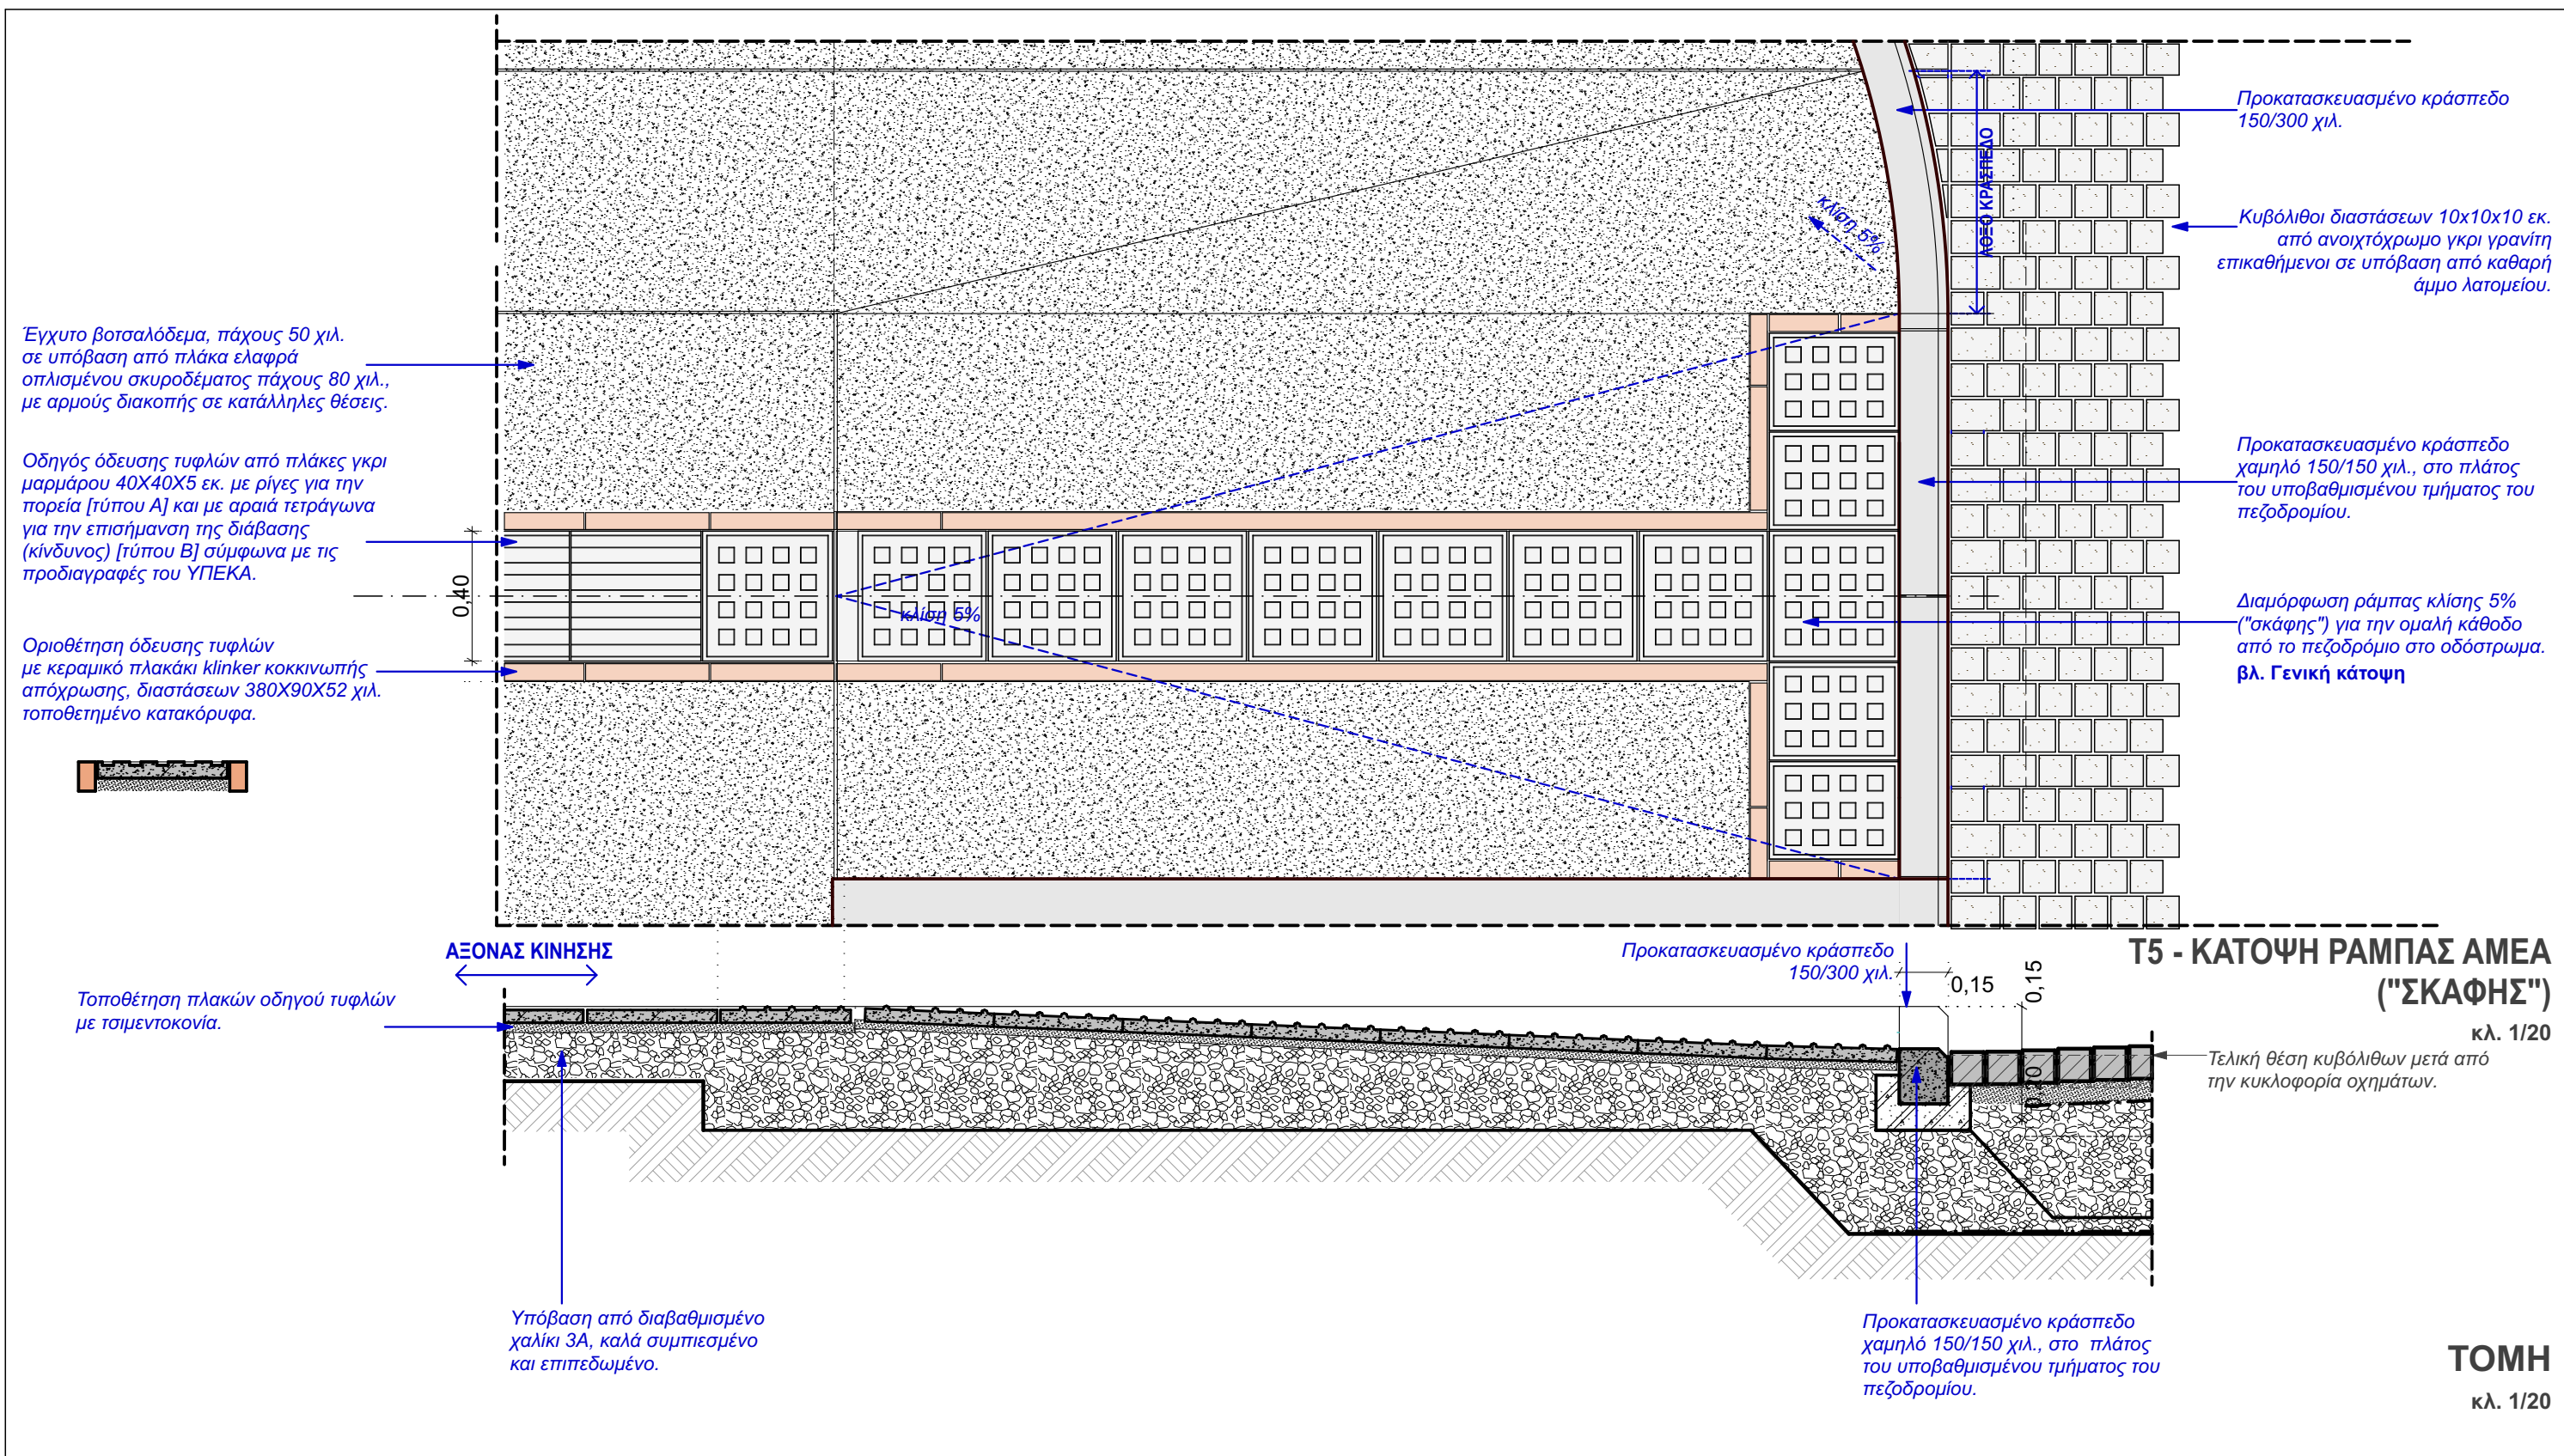 Προκατασκευασμένο κράσπεδο
150/300 χιλ.
ΛΟΞΟ ΚΡΑΣΠΕΔΟ
κλίση 5%
Κυβόλιθοι διαστάσεων 10x10x10 εκ.
από ανοιχτόχρωμο γκρι γρανίτη
επικαθήμενοι σε υπόβαση από καθαρή
άμμο λατομείου.
Έγχυτο βοτσαλόδεμα, πάχους 50 χιλ.
σε υπόβαση από πλάκα ελαφρά
οπλισμένου σκυροδέματος πάχους 80 χιλ.,
με αρμούς διακοπής σε κατάλληλες θέσεις.
Οδηγός όδευσης τυφλών από πλάκες γκρι
μαρμάρου 40Χ40Χ5 εκ. με ρίγες για την
πορεία [τύπου Α] και με αραιά τετράγωνα
για την επισήμανση της διάβασης
(κίνδυνος) [τύπου Β] σύμφωνα με τις
προδιαγραφές του ΥΠΕΚΑ.
Προκατασκευασμένο κράσπεδο
χαμηλό 150/150 χιλ., στο πλάτος
του υποβαθμισμένου τμήματος του
πεζοδρομίου.
0,40
κλίση 5%
Διαμόρφωση ράμπας κλίσης 5%
("σκάφης") για την ομαλή κάθοδο
από το πεζοδρόμιο στο οδόστρωμα.
βλ. Γενική κάτοψη
Οριοθέτηση όδευσης τυφλών
με κεραμικό πλακάκι klinker κοκκινωπής
απόχρωσης, διαστάσεων 380Χ90Χ52 χιλ.
τοποθετημένο κατακόρυφα.
ΑΞΟΝΑΣ ΚΙΝΗΣΗΣ
Προκατασκευασμένο κράσπεδο
150/300 χιλ.
0,15
0,15
Τ5 - ΚΑΤΟΨΗ ΡΑΜΠΑΣ ΑΜΕΑ
("ΣΚΑΦΗΣ")
κλ. 1/20
Τοποθέτηση πλακών οδηγού τυφλών
με τσιμεντοκονία.
0,20
Τελική θέση κυβόλιθων μετά από
την κυκλοφορία οχημάτων.
Υπόβαση από διαβαθμισμένο
χαλίκι 3Α, καλά συμπιεσμένο
και επιπεδωμένο.
Προκατασκευασμένο κράσπεδο
χαμηλό 150/150 χιλ., στο πλάτος
του υποβαθμισμένου τμήματος του
πεζοδρομίου.
ΤΟΜΗ
κλ. 1/20